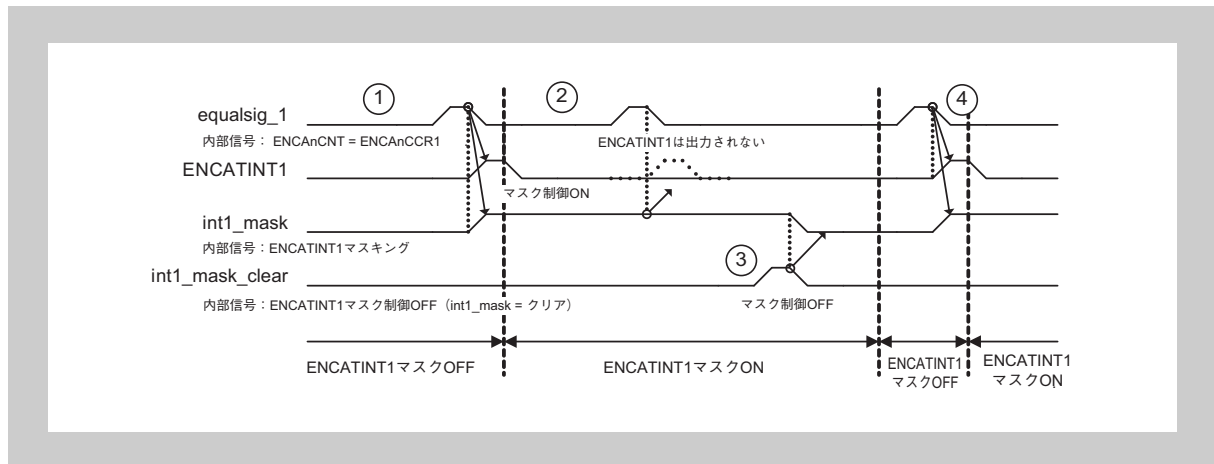 ①
②
④
equalsig_1
内部信号： ENCAnCNT = ENCAnCCR1
ENCATINT1は出力されない
ENCATINT1
マスク制御ON
int1_mask
内部信号：ENCATINT1マスキング
③
int1_mask_clear
内部信号：ENCATINT1マスク制御OFF（int1_mask = クリア）
マスク制御OFF
ENCATINT1マスクOFF
ENCATINT1マスクON
ENCATINT1
マスクOFF
ENCATINT1
マスクON